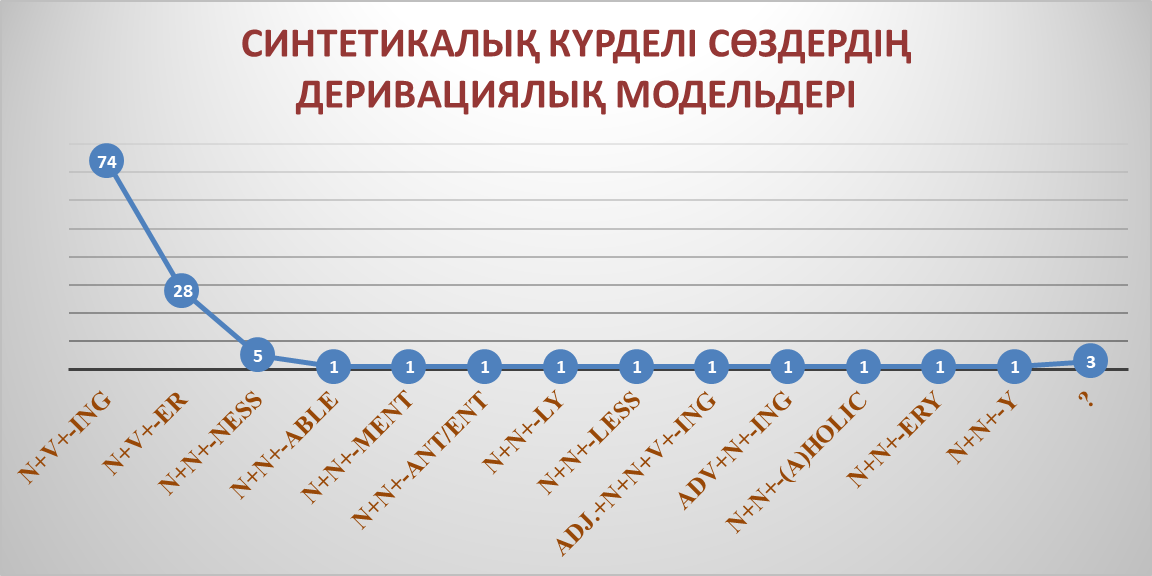 СИНТЕТИКАЛЫҚ КҮРДЕЛІ СӨЗДЕРДІҢ
ДЕРИВАЦИЯЛЫҚ МОДЕЛЬДЕРІ
74
28
5
1
1
1
1
1
1
1
1
1
1
3
N+V+-ING
N+V+-ER
N+N+-NESS
N+N+-ABLE
N+N+-MENT
N+N+-ANT/ENT
N+N+-LY
N+N+-LESS
ADJ.+N+N+V+-ING
ADV+N+-ING
N+N+-(A)HOLIC
N+N+-ERY
N+N+-Y
?